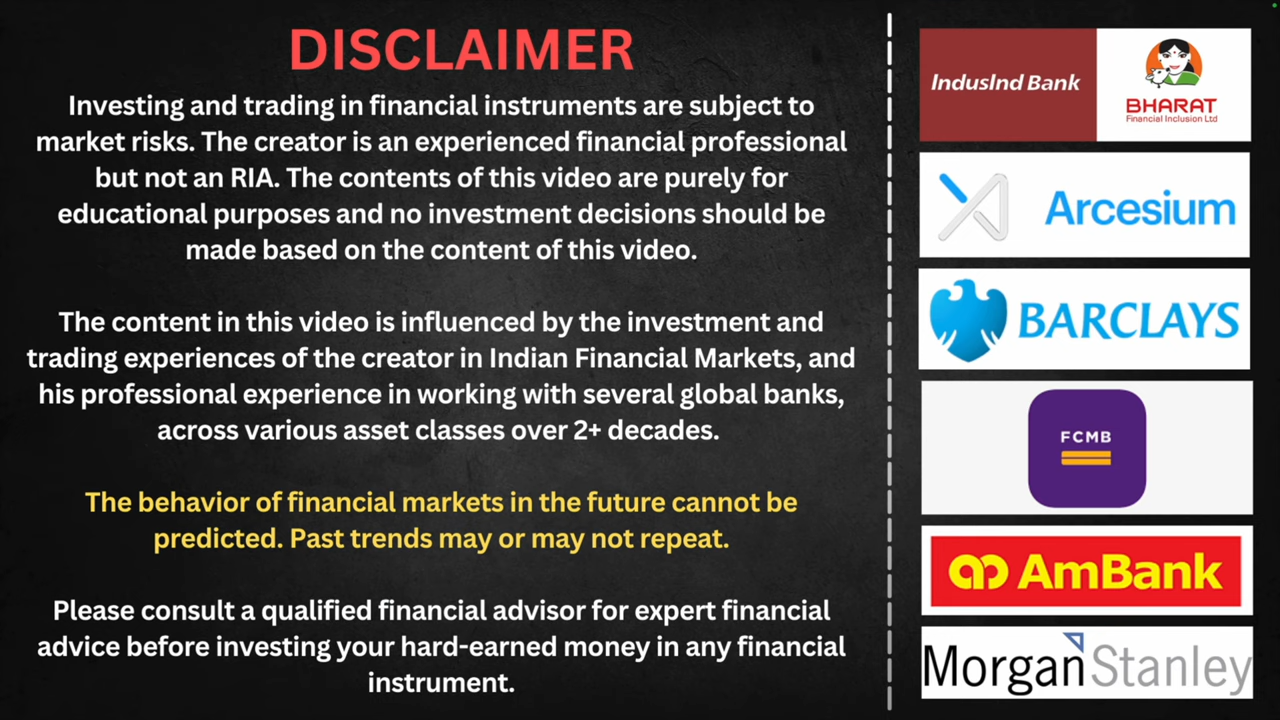 DISCLAIMER
Investing and trading in financial instruments are subject to
market risks. The creator is an experienced financial professional
but not an RIA. The contents of this video are purely for
educational purposes and no investment decisions should be
made based on the content of this video.
The content in this video is influenced by the investment and
trading experiences of the creator in Indian Financial Markets, and
his professional experience in working with several global banks,
across various asset classes over 2+ decades.
The behavior of financial markets in the future cannot be
predicted. Past trends may or may not repeat.
Please consult a qualified financial advisor for expert financial
advice before investing your hard-earned money in any financial
instrument.
IndusInd Bank
BHARAT
Financial Inclusion Ltd
Arcesium
BARCLAYS
FCMB
AmBank
Morgan Stanley